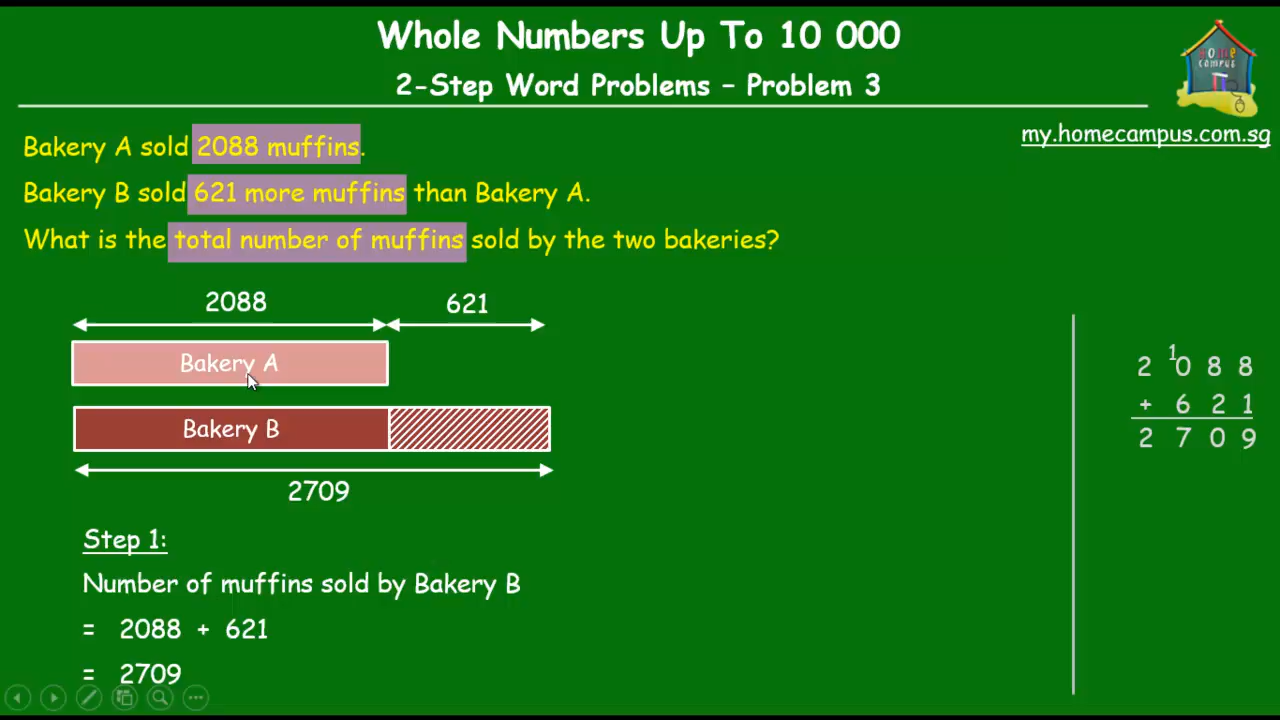 Whole Numbers Up To 10 000
2-Step Word Problems – Problem 3
Home
campus
my.homecampus.com.sg
Bakery A sold 2088 muffins.
Bakery B sold 621 more muffins than Bakery A.
What is the total number of muffins sold by the two bakeries?
2088 621
Bakery A
Bakery B
2709
Step 1:
Number of muffins sold by Bakery B
= 2088 + 621
= 2709
1
2 0 8 8
+ 6 2 1
2 7 0 9